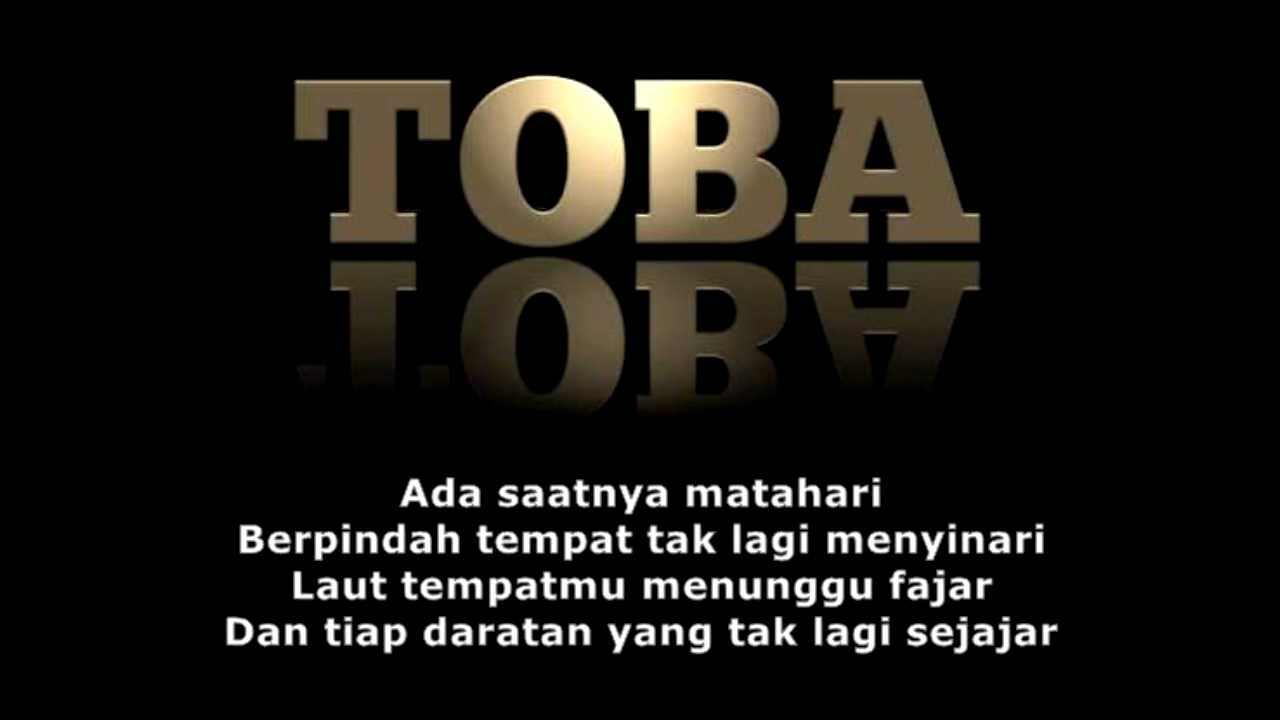 TOBA
Ada saatnya matahari
Berpindah tempat tak lagi menyinari
Laut tempatmu menunggu fajar
Dan tiap daratan yang tak lagi sejajar